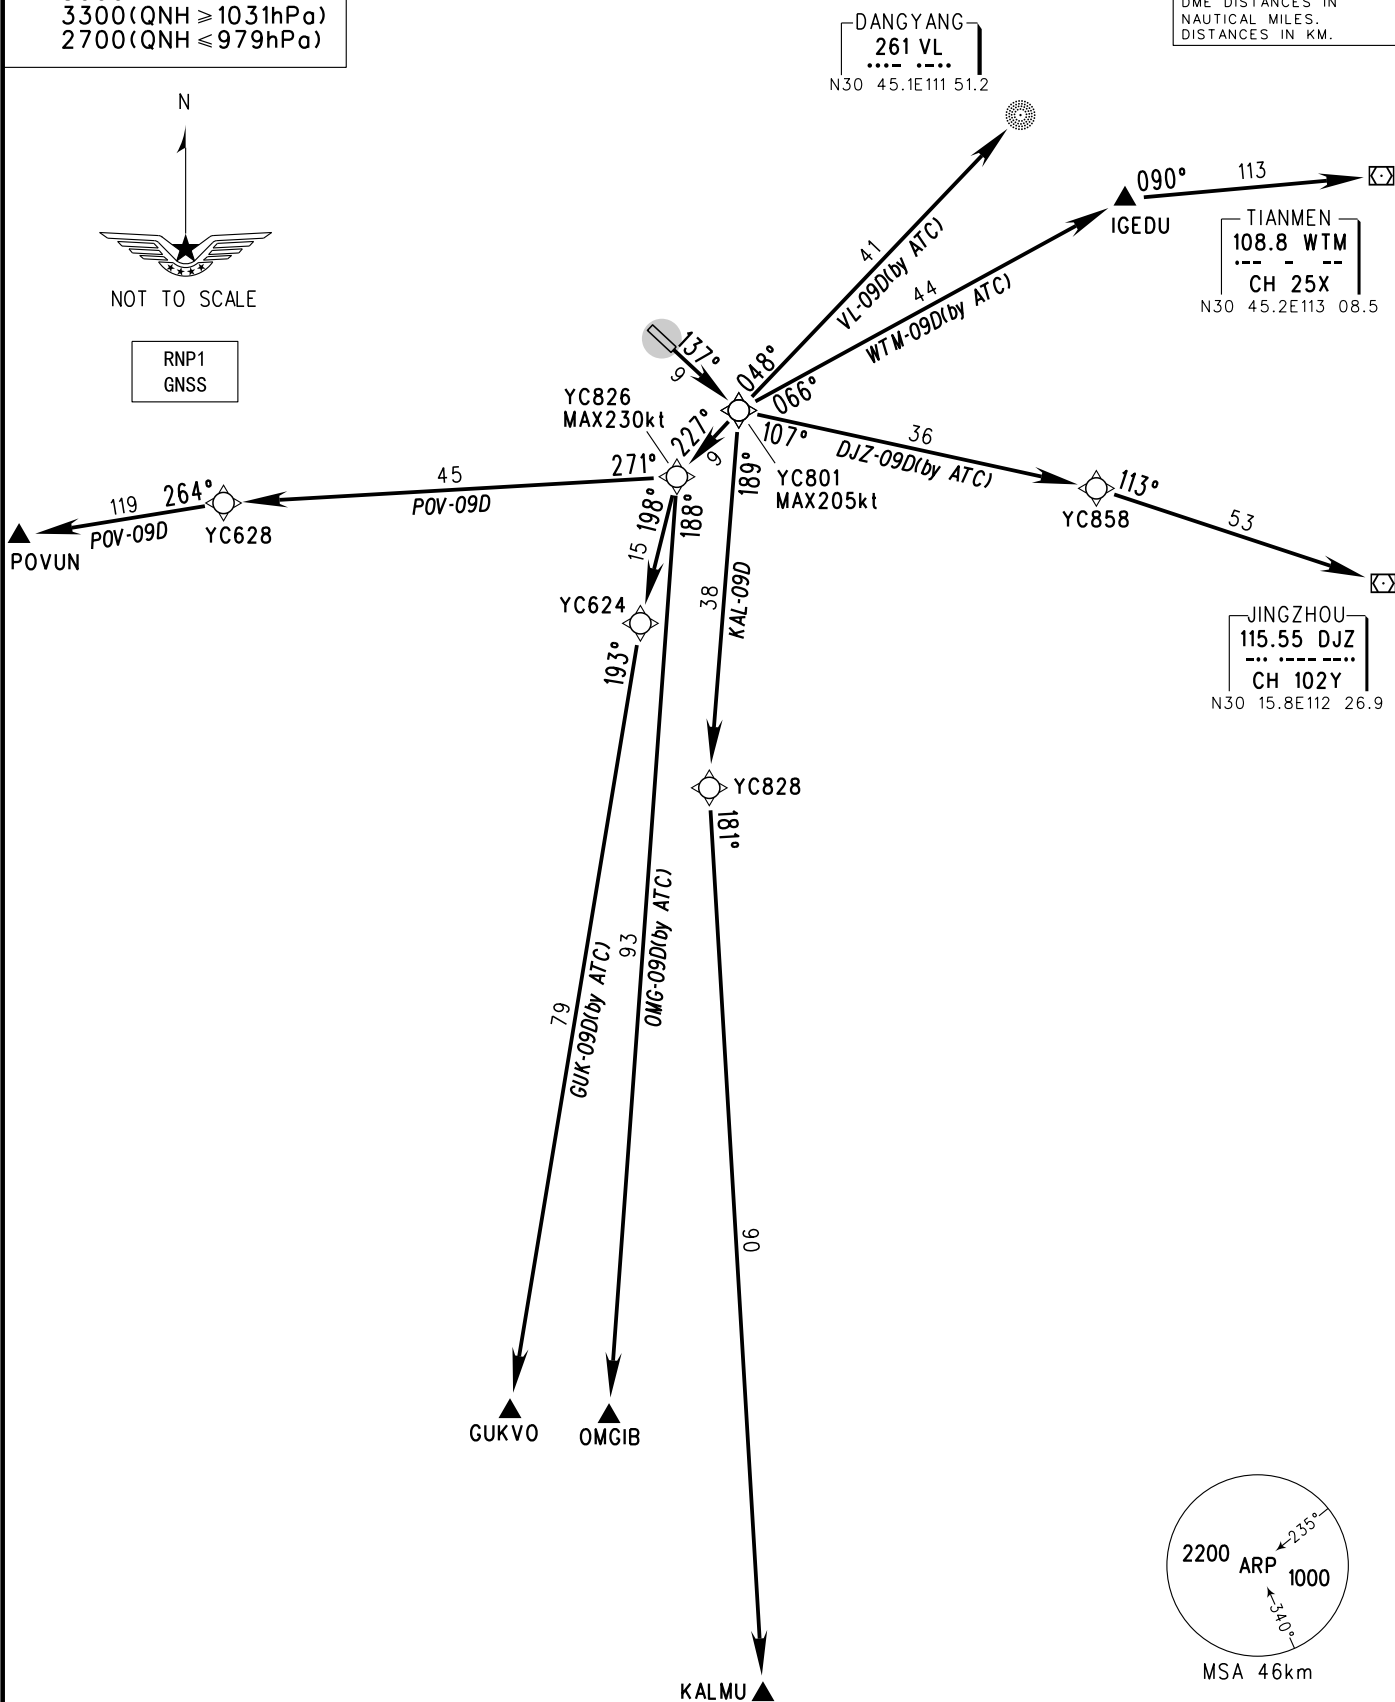 3300(QNH ≥ 1031hPa)
2700(QNH ≤ 979hPa)
DME DISTANCES IN
NAUTICAL MILES.
DISTANCES IN KM.
DANGYANG
261 VL
N30 45.1E111 51.2
N
NOT TO SCALE
RNP1
GNSS
090°
113
IGEDU
TIANMEN
108.8 WTM
CH 25X
N30 45.2E113 08.5
41
VL-09D(by ATC)
44
WTM-09D(by ATC)
137°
9
048°
066°
YC826
MAX230kt
227°
9
107°
36
DJZ-09D(by ATC)
189°
YC801
MAX205kt
113°
YC858
53
271°
45
POV-09D
264°
119
POV-09D
YC628
POVUN
198°
188°
15
YC624
193°
38
KAL-09D
JINGZHOU
115.55 DJZ
CH 102Y
N30 15.8E112 26.9
YC828
181°
93
OMG-09D(by ATC)
79
GUK-09D(by ATC)
90
GUKVO
OMGIB
235°
2200
ARP
1000
340°
MSA 46km
KALMU